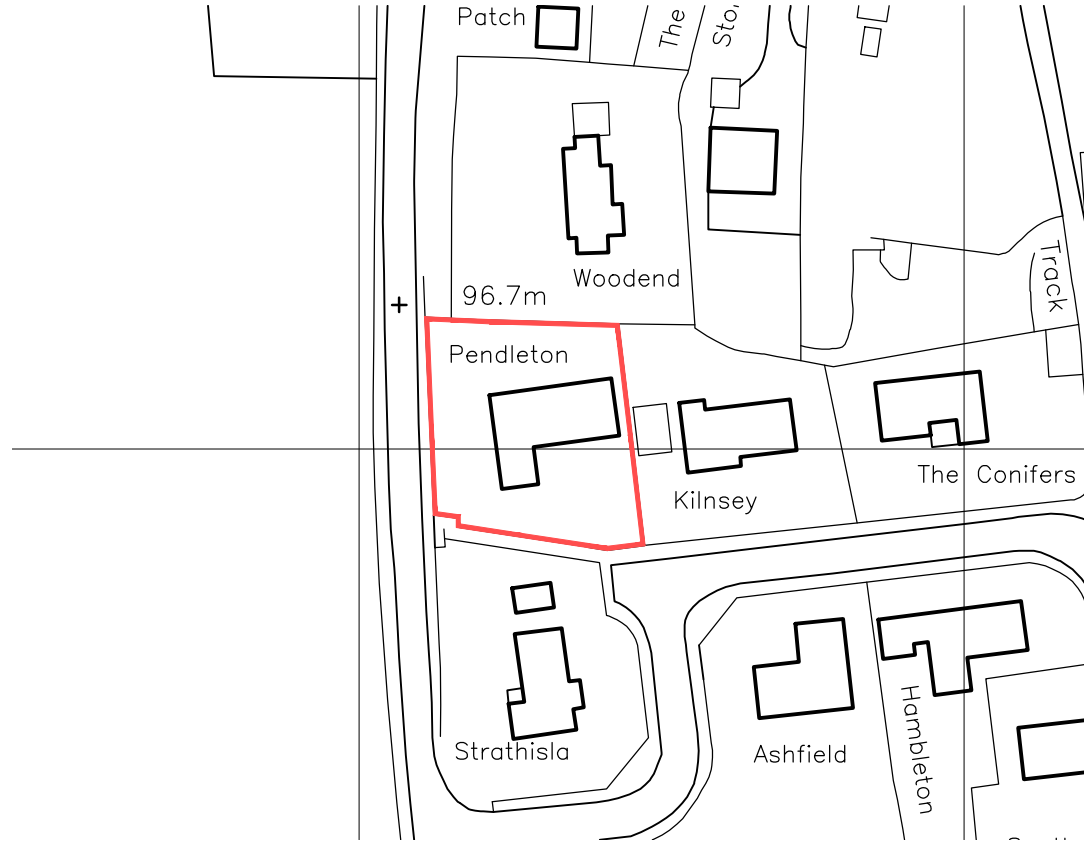 Patch
The
Woodend
96.7m
Track
Pendleton
The Conifers
Kilnsey
Strathisla
Ashfield
Hambleton